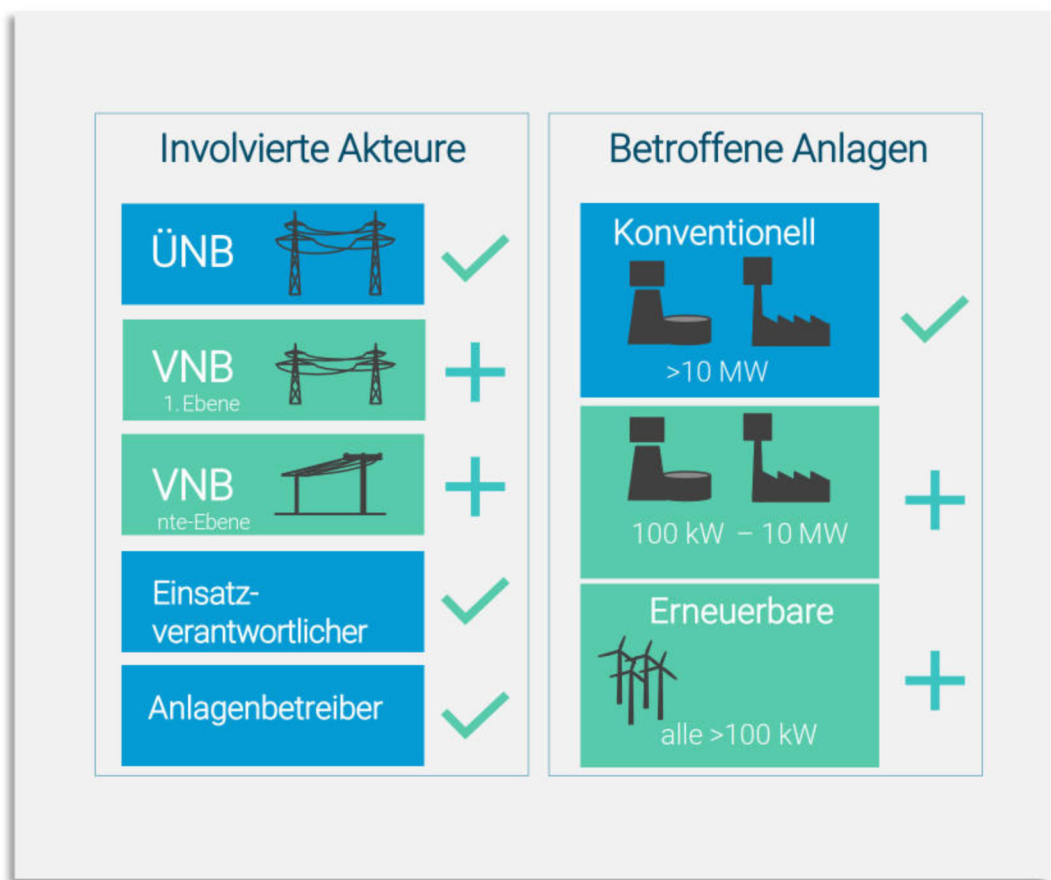 Involvierte Akteure
ÜNB
VNB
1. Ebene
VNB
nte-Ebene
Einsatz-
verantwortlicher
Anlagenbetreiber
Betroffene Anlagen
Konventionell
>10 MW
100 kW – 10 MW
Erneuerbare
alle >100 kW